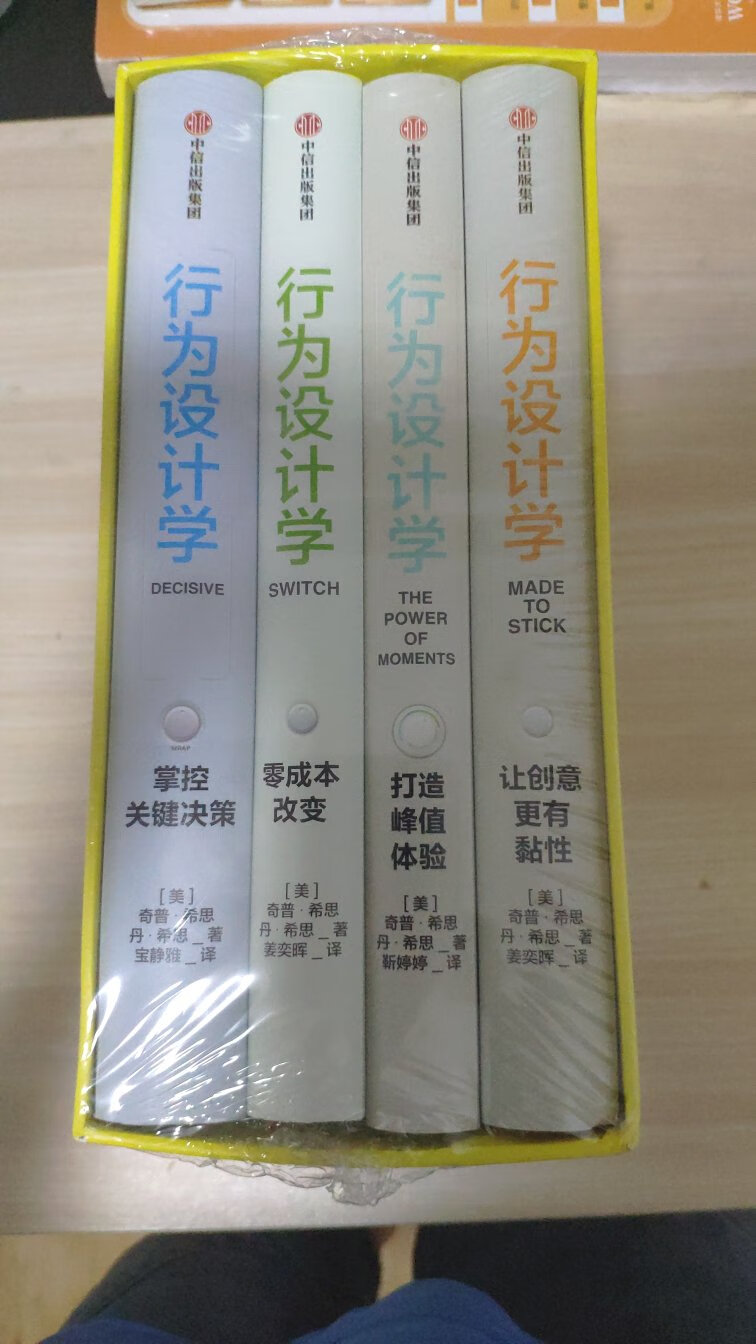 中信出版集团
行为设计学
DECISIVE
WRAP
掌控
关键决策
[美]
奇普·希思
丹·希思_著
宝静雅_译
中信出版集团
行为设计学
SWITCH
零成本
改变
[美]
奇普·希思
丹·希思_著
姜奕晖_译
中信出版集团
行为设计学
THE
POWER
OF
MOMENTS
打造
峰值
体验
[美]
奇普·希思
丹·希思_著
靳婷婷_译
中信出版集团
行为设计学
MADE
TO
STICK
让创意
更有
黏性
[美]
奇普·希思
丹·希思_著
姜奕晖_译